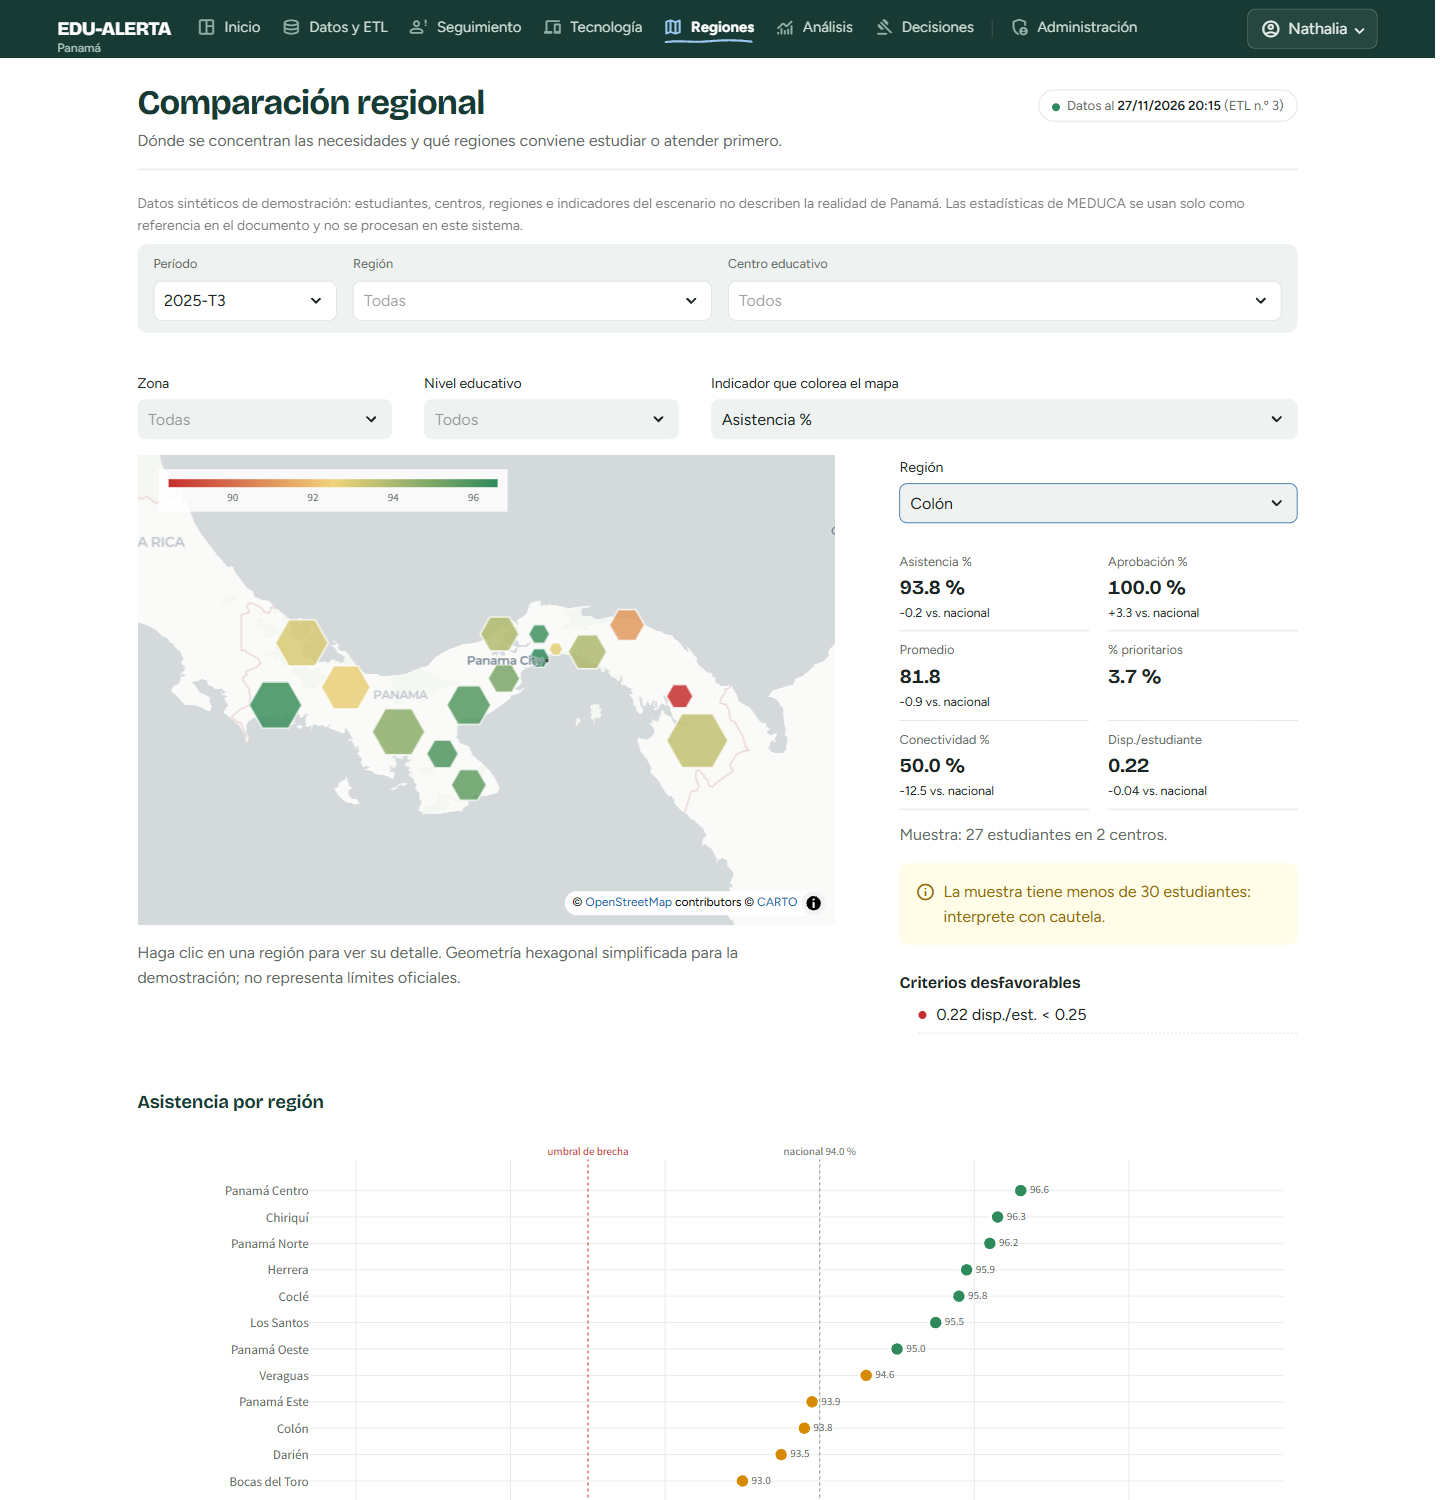 EDU-ALERTA
Panamá
Inicio
Datos y ETL
Seguimiento
Tecnología
Regiones
Análisis
Decisiones
Administración
Nathalia
Comparación regional
Datos al 27/11/2026 20:15 (ETL n.º 3)
Dónde se concentran las necesidades y qué regiones conviene estudiar o atender primero.
Datos sintéticos de demostración: estudiantes, centros, regiones e indicadores del escenario no describen la realidad de Panamá. Las estadísticas de MEDUCA se usan solo como
referencia en el documento y no se procesan en este sistema.
Período
Región
Centro educativo
2025-T3
Todas
Todos
Zona
Nivel educativo
Indicador que colorea el mapa
Todas
Todos
Asistencia %
90
92
94
96
A RICA
Panama City
PANAMA
© OpenStreetMap contributors © CARTO
Haga clic en una región para ver su detalle. Geometría hexagonal simplificada para la
demostración; no representa límites oficiales.
Región
Colón
Asistencia %
93.8 %
-0.2 vs. nacional
Aprobación %
100.0 %
+3.3 vs. nacional
Promedio
81.8
-0.9 vs. nacional
% prioritarios
3.7 %
Conectividad %
50.0 %
-12.5 vs. nacional
Disp./estudiante
0.22
-0.04 vs. nacional
Muestra: 27 estudiantes en 2 centros.
La muestra tiene menos de 30 estudiantes:
interprete con cautela.
Criterios desfavorables
0.22 disp./est. < 0.25
Asistencia por región
umbral de brecha
nacional 94.0 %
Panamá Centro 96.6
Chiriquí 96.3
Panamá Norte 96.2
Herrera 95.9
Coclé 95.8
Los Santos 95.5
Panamá Oeste 95.0
Veraguas 94.6
Panamá Este 93.9
Colón 93.8
Darién 93.5
Bocas del Toro 93.0